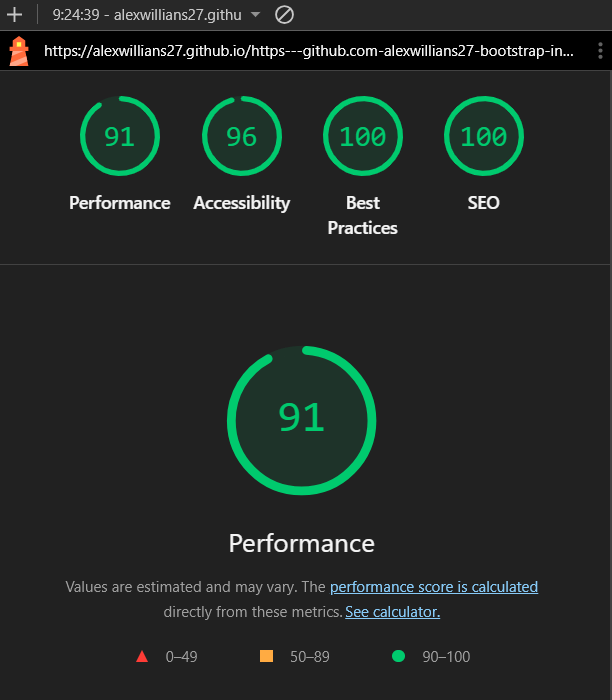 9:24:39 - alexwillians27.githu
https://alexwillians27.github.io/https---github.com-alexwillians27-bootstrap-in...
91
96
100
100
Performance
Accessibility
Best
Practices
SEO
91
Performance
Values are estimated and may vary. The performance score is calculated
directly from these metrics. See calculator.
0–49
50–89
90–100